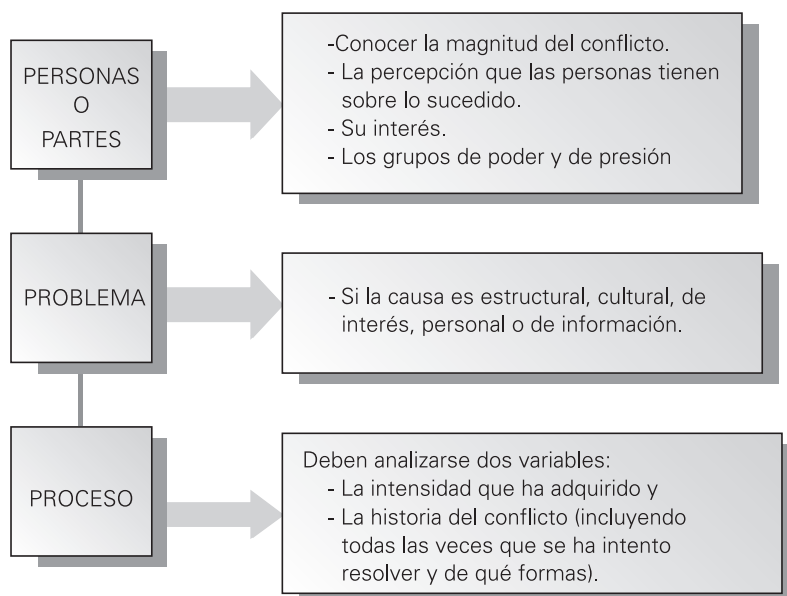 PERSONAS
O
PARTES
-Conocer la magnitud del conflicto.
- La percepción que las personas tienen
sobre lo sucedido.
- Su interés.
- Los grupos de poder y de presión
PROBLEMA
- Si la causa es estructural, cultural, de
interés, personal o de información.
PROCESO
Deben analizarse dos variables:
- La intensidad que ha adquirido y
- La historia del conflicto (incluyendo
todas las veces que se ha intento
resolver y de qué formas).